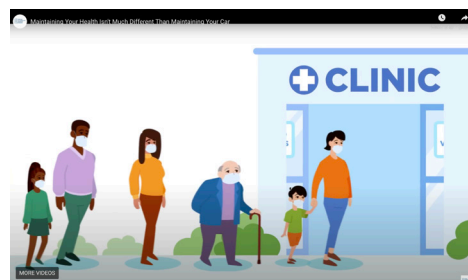 Maintaining Your Health Isn't Much Different Than Maintaining Your Car
CLINIC
MORE VIDEOS